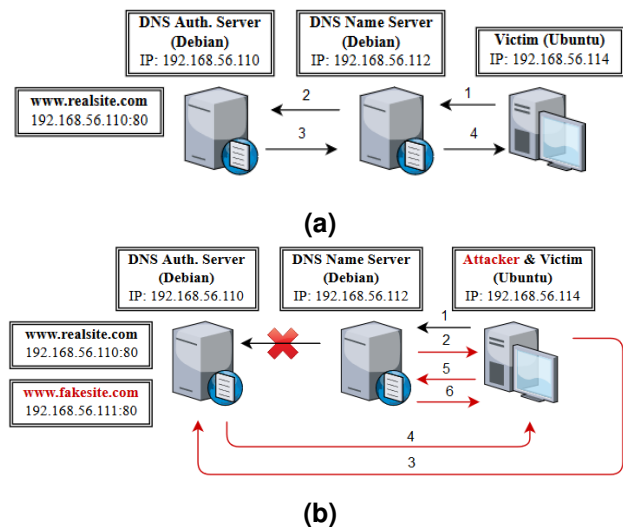 DNS Auth. Server
(Debian)
IP: 192.168.56.110
DNS Name Server
(Debian)
IP: 192.168.56.112
Victim (Ubuntu)
IP: 192.168.56.114
www.realsite.com
192.168.56.110:80
1
2
3
4
(a)
DNS Auth. Server
(Debian)
IP: 192.168.56.110
DNS Name Server
(Debian)
IP: 192.168.56.112
Attacker & Victim
(Ubuntu)
IP: 192.168.56.114
www.realsite.com
192.168.56.110:80
www.fakesite.com
192.168.56.111:80
1
2
5
6
4
3
(b)